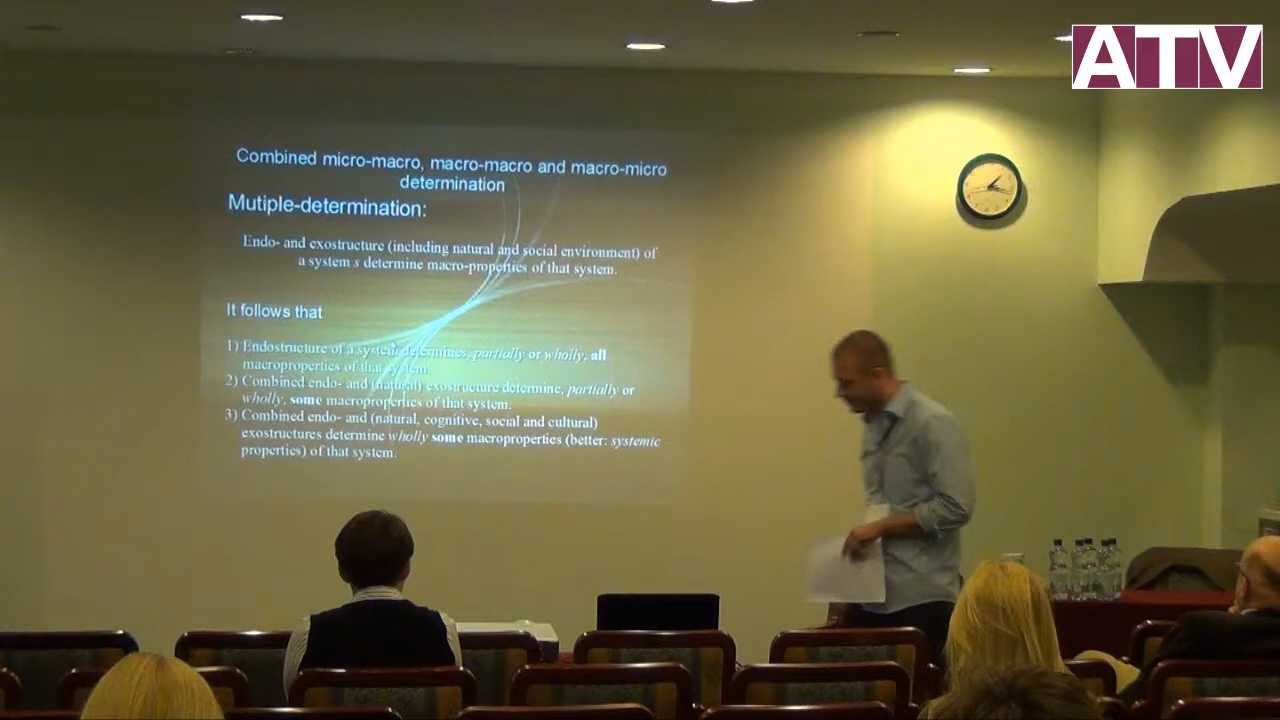 ATV
Combined micro-macro, macro-macro and macro-micro
determination
Mutiple-determination:
Endo- and exostructure (including natural and social environment) of
a system s determine macro-properties of that system.
It follows that
1) Endostructure of a system determines, partially or wholly, all
macroproperties of that system.
2) Combined endo- and (natural) exostructure determine, partially or
wholly, some macroproperties of that system.
3) Combined endo- and (natural, cognitive, social and cultural)
exostructures determine wholly some macroproperties (better: systemic
properties) of that system.